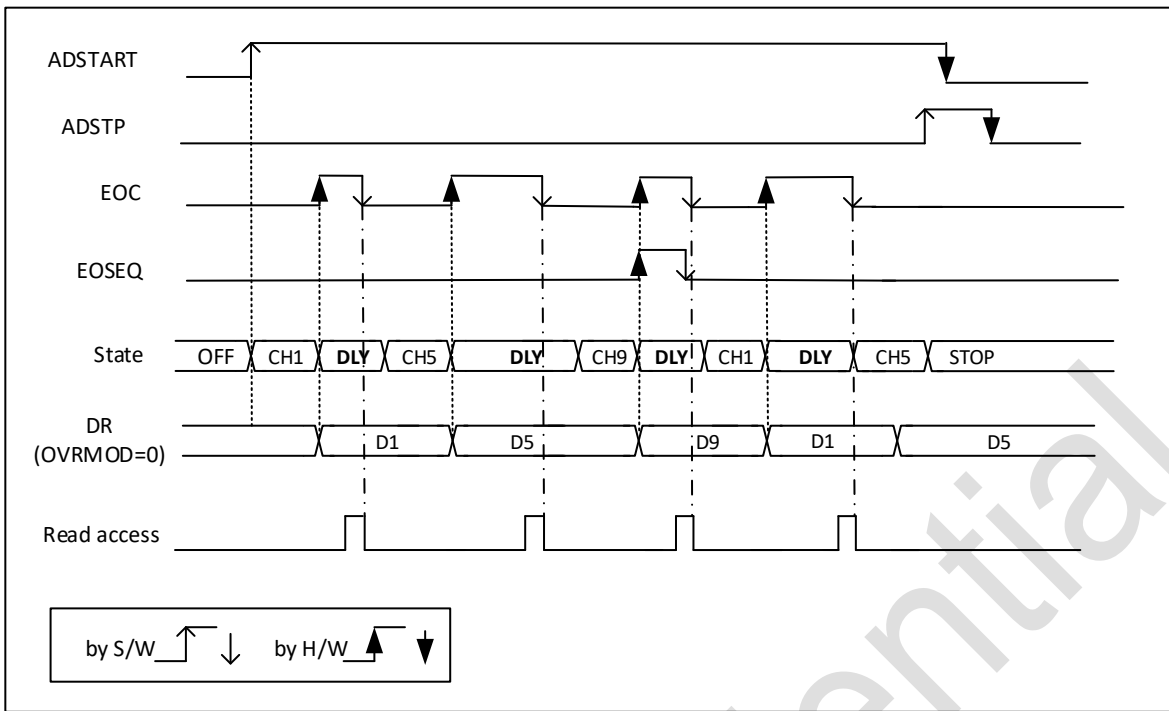 ADSTART
ADSTP
EOC
EOSEQ
State OFF CH1 DLY CH5 DLY CH9 DLY CH1 DLY CH5 STOP
DR
(OVRMOD=0) D1 D5 D9 D1 D5
Read access
by S/W by H/W
ential